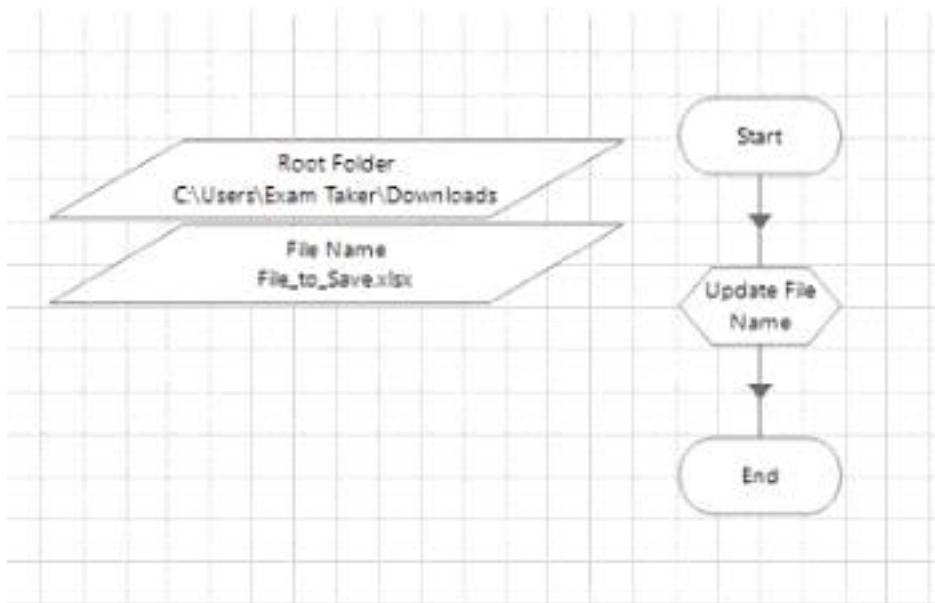 Root Folder
C\Users\Exam Taker\Downloads
File Name
File_to_Save.xlsx
Start
Update File
Name
End